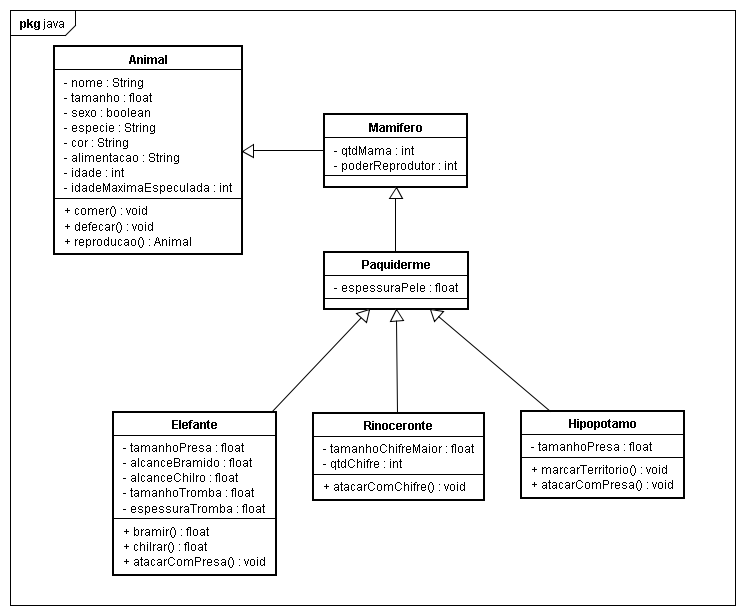 pkg java
Animal
- nome : String
- tamanho : float
- sexo : boolean
- especie : String
- cor : String
- alimentacao : String
- idade : int
- idadeMaximaEspeculada : int
+ comer() : void
+ defecar() : void
+ reproducao() : Animal
Mamifero
- qtdMama : int
- poderReprodutor : int
Paquiderme
- espessuraPele : float
Elefante
- tamanhoPresa : float
- alcanceBramido : float
- alcanceChilro : float
- tamanhoTromba : float
- espessuraTromba : float
+ bramir() : float
+ chilrar() : float
+ atacarComPresa() : void
Rinoceronte
- tamanhoChifreMaior : float
- qtdChifre : int
+ atacarComChifre() : void
Hipopotamo
- tamanhoPresa : float
+ marcarTerritorio() : void
+ atacarComPresa() : void